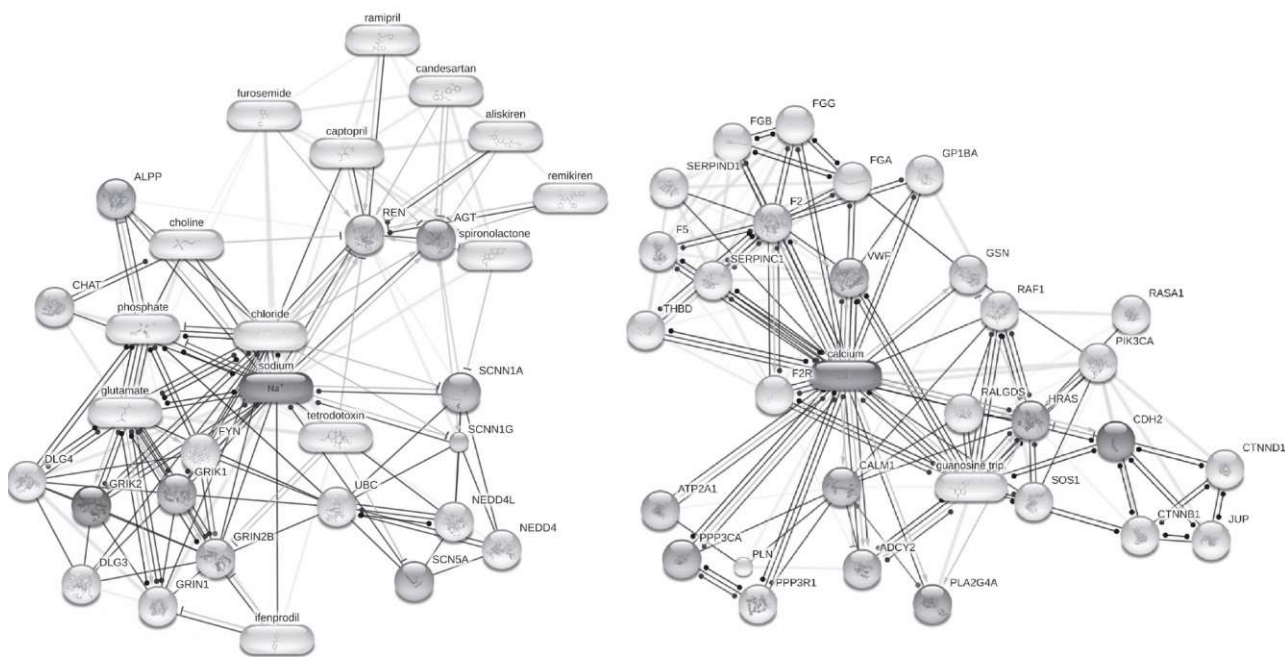 ramipril
candesartan
furosemide
aliskiren
captopril
remikiren
ALPP
REN
AGT
choline
spironolactone
CHAT
phosphate
chloride
sodium
Na+
SCNN1A
glutamate
tetrodotoxin
FYN
SCNN1G
DLG4
GRIK1
GRIK2
UBC
NEDD4L
NEDD4
GRIN2B
SCN5A
DLG3
GRIN1
ifenprodil
FGG
FGB
SERPIND1
FGA
GP1BA
F2
F5
SERPINC1
VWF
GSN
RAF1
RASA1
THBD
PIK3CA
calcium
F2R
RALGDS
HRAS
CDH2
CTNND1
CALM1
guanosine trip.
SOS1
ATP2A1
CTNNB1
JUP
PPP3CA
PLN
ADCY2
PPP3R1
PLA2G4A